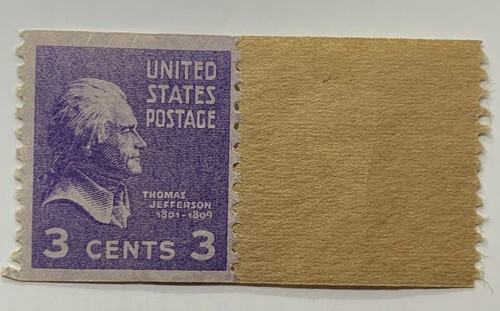 UNITED
STATES
POSTAGE
THOMAS
JEFFERSON
1801-1809
3 CENTS 3